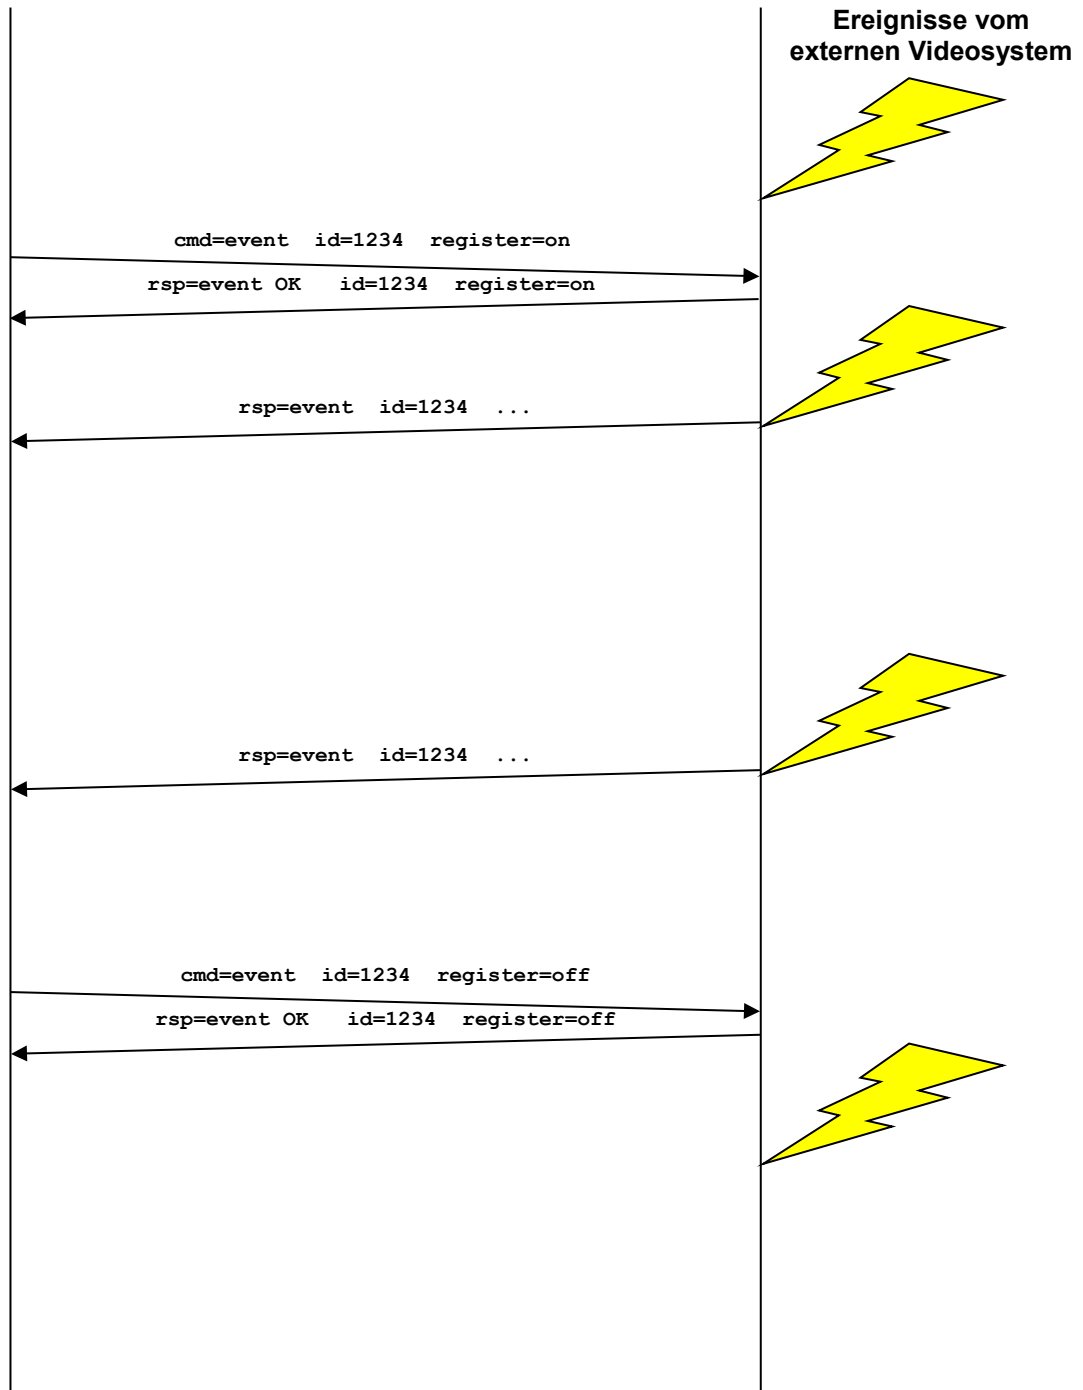 Ereignisse vom
externen Videosystem
cmd=event  id=1234  register=on
rsp=event OK   id=1234  register=on
rsp=event  id=1234  ...
rsp=event  id=1234  ...
cmd=event  id=1234  register=off
rsp=event OK   id=1234  register=off